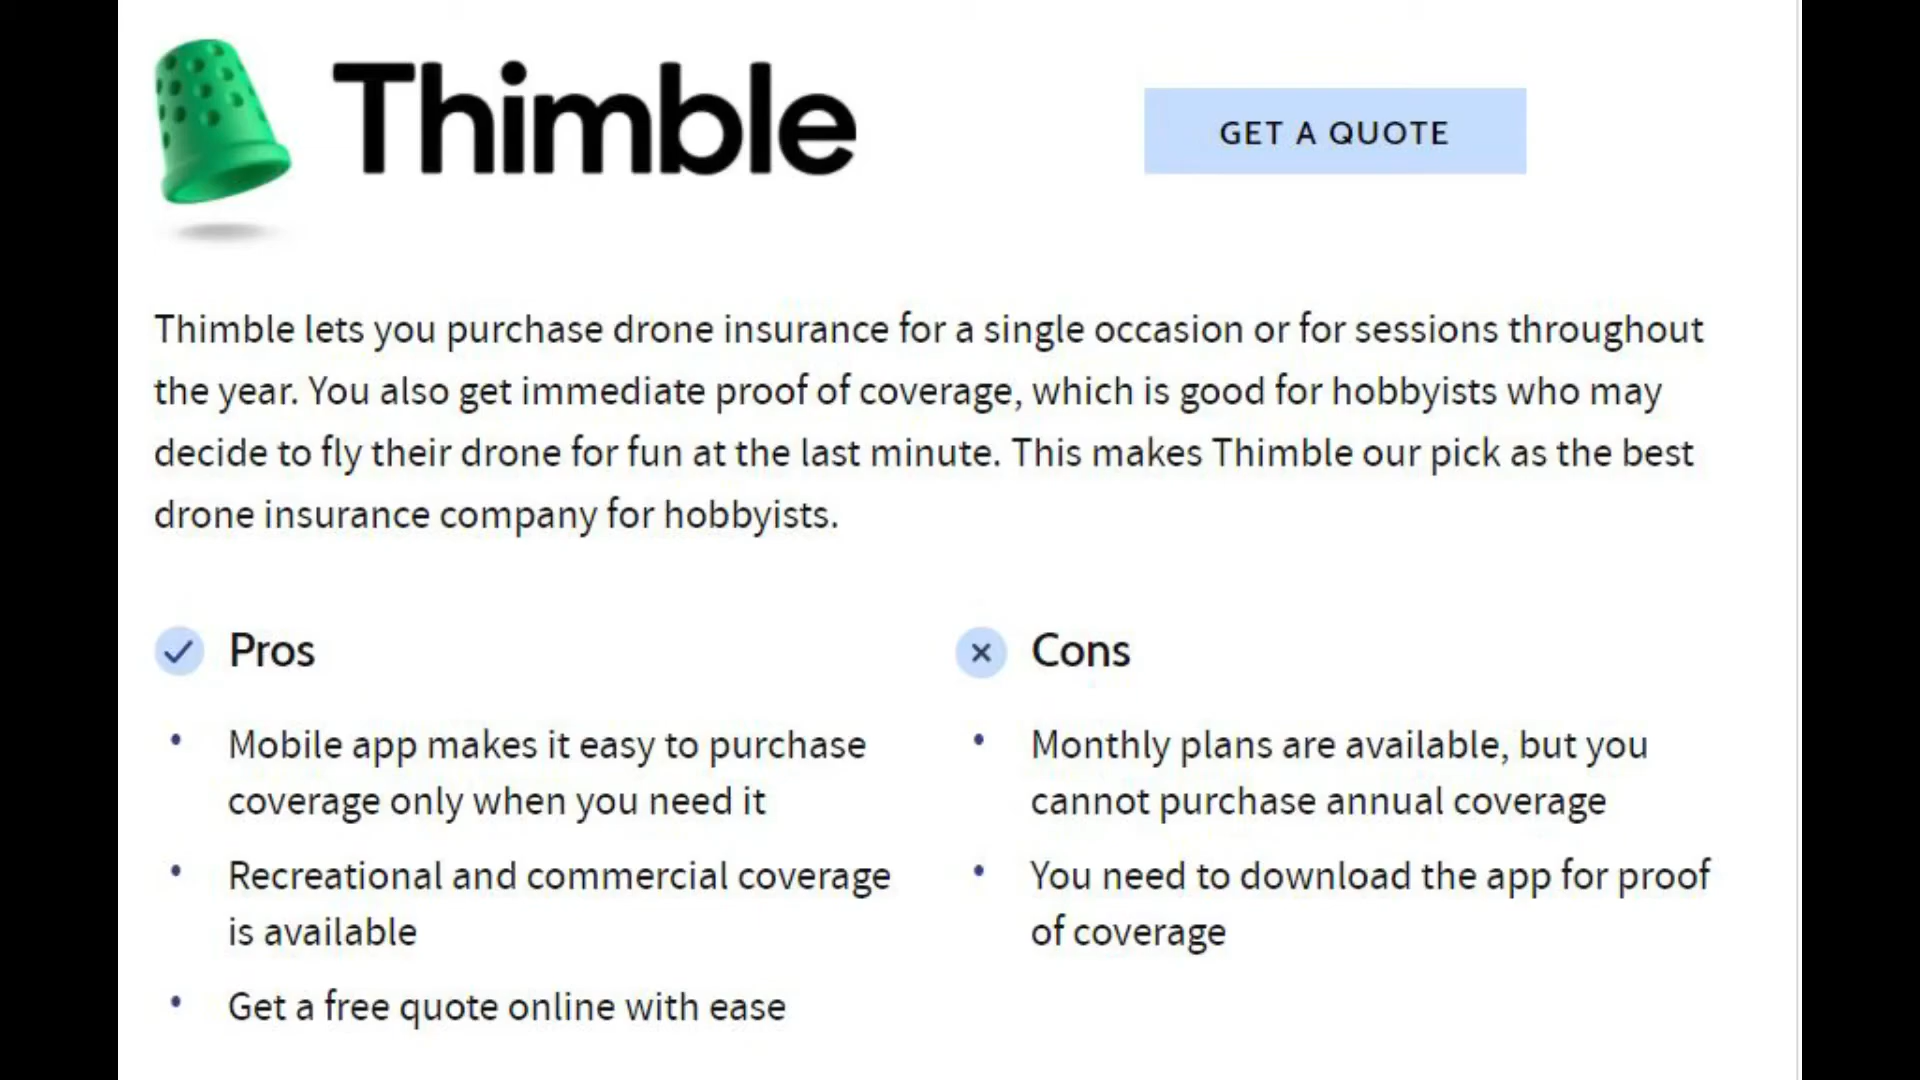 Thimble
GET A QUOTE
Thimble lets you purchase drone insurance for a single occasion or for sessions throughout
the year. You also get immediate proof of coverage, which is good for hobbyists who may
decide to fly their drone for fun at the last minute. This makes Thimble our pick as the best
drone insurance company for hobbyists.
Pros
• Mobile app makes it easy to purchase
coverage only when you need it
• Recreational and commercial coverage
is available
• Get a free quote online with ease
Cons
• Monthly plans are available, but you
cannot purchase annual coverage
• You need to download the app for proof
of coverage